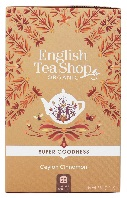 English
Tea Shop
ORGANIC
SUPER GOODNESS
Ceylon Cinnamon